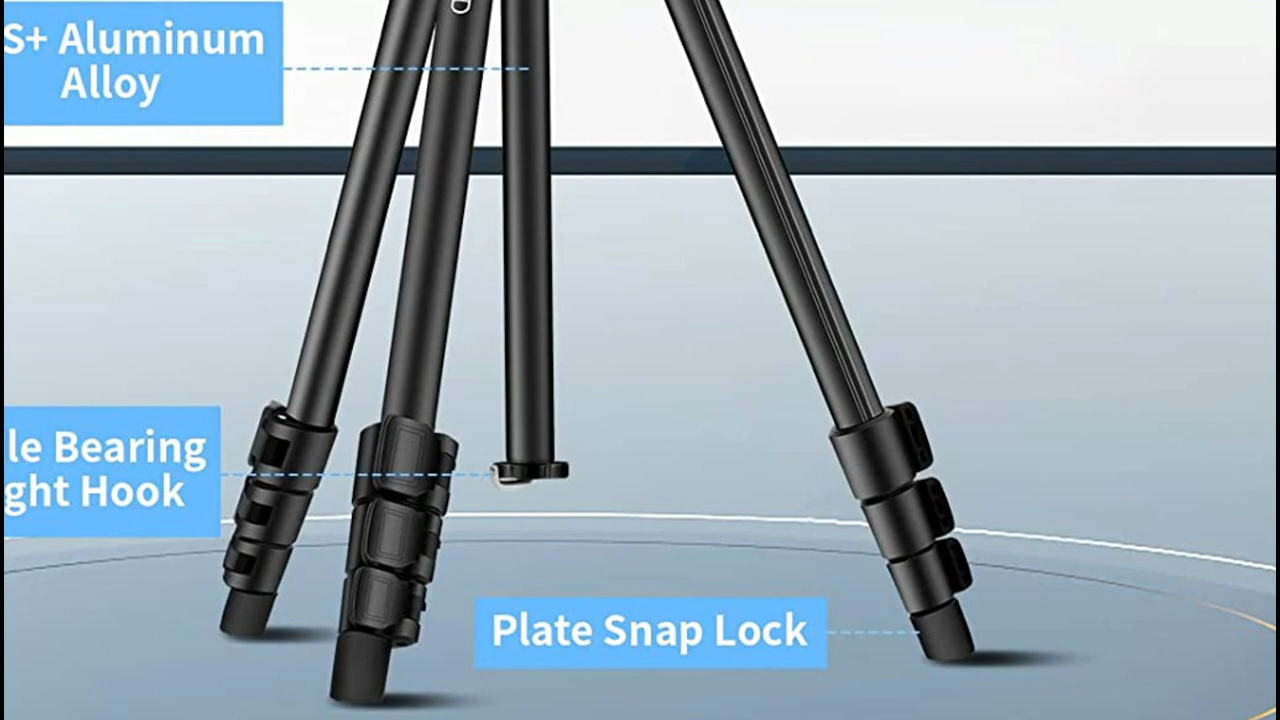 S+ Aluminum
Alloy
le Bearing
ght Hook
Plate Snap Lock